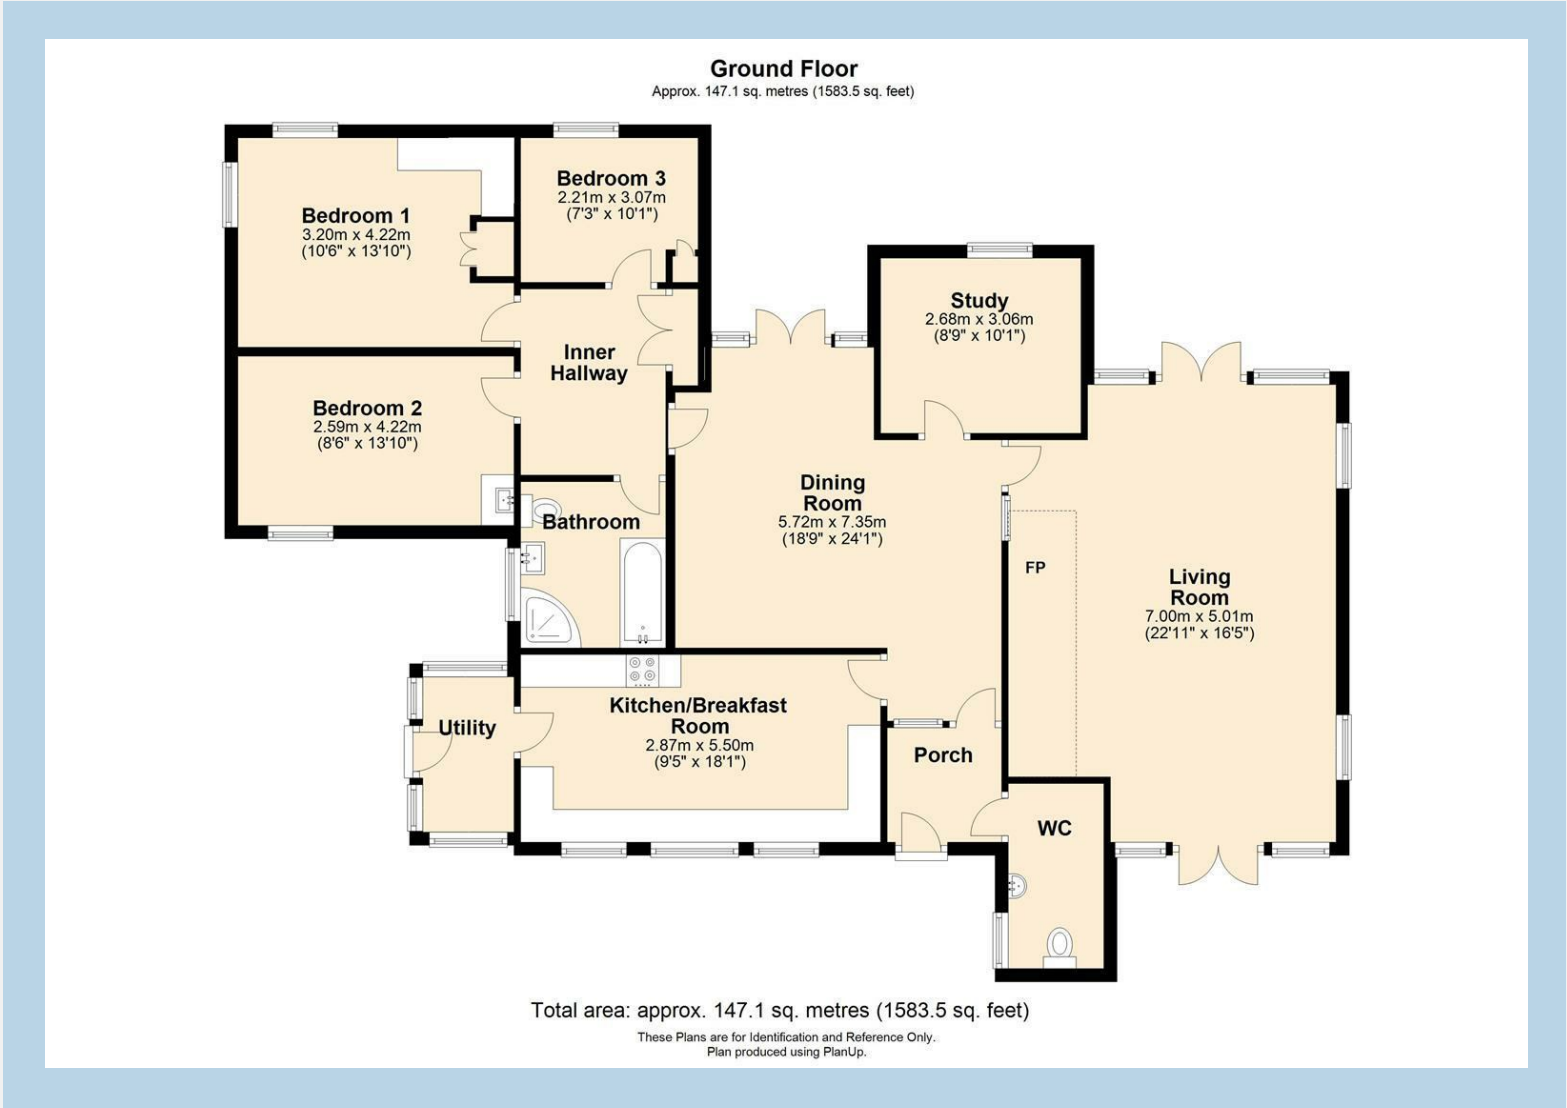 Ground Floor
Approx. 147.1 sq. metres (1583.5 sq. feet)
Bedroom 1
3.20m x 4.22m
(10'6" x 13'10")
Bedroom 3
2.21m x 3.07m
(7'3" x 10'1")
Study
2.68m x 3.06m
(8'9" x 10'1")
Inner
Hallway
Bedroom 2
2.59m x 4.22m
(8'6" x 13'10")
Bathroom
Dining
Room
5.72m x 7.35m
(18'9" x 24'1")
FP
Living
Room
7.00m x 5.01m
(22'11" x 16'5")
Utility
Kitchen/Breakfast
Room
2.87m x 5.50m
(9'5" x 18'1")
Porch
WC
Total area: approx. 147.1 sq. metres (1583.5 sq. feet)
These Plans are for Identification and Reference Only.
Plan produced using PlanUp.